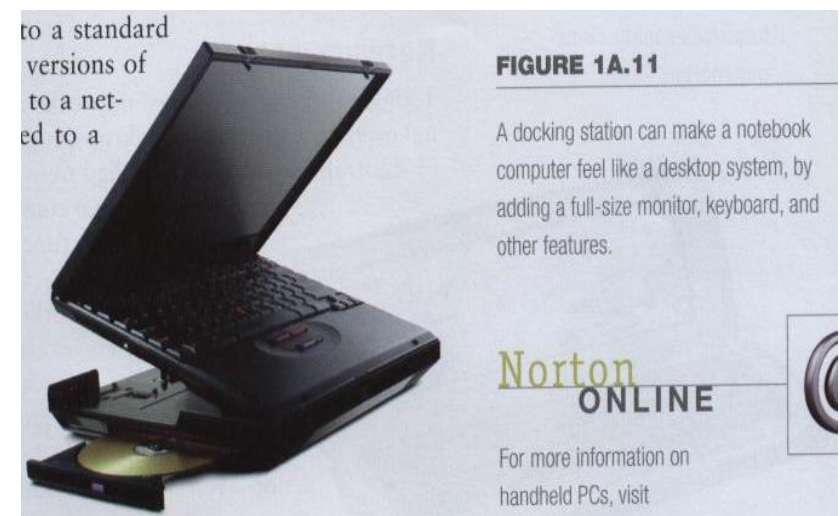 to a standard
versions of
to a net-
ed to a
FIGURE 1A.11
A docking station can make a notebook
computer feel like a desktop system, by
adding a full-size monitor, keyboard, and
other features.
Norton
ONLINE
For more information on
handheld PCs, visit